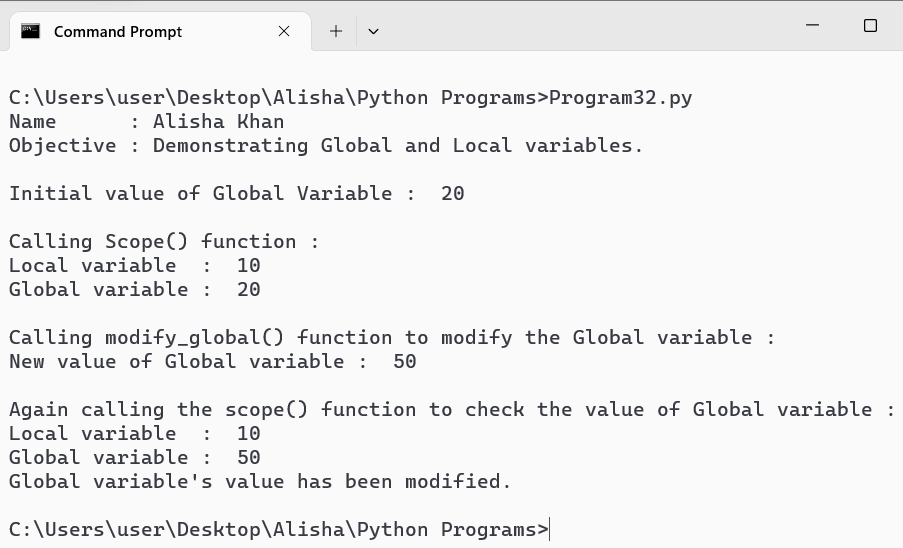 Command Prompt
C:\Users\user\Desktop\Alisha\Python Programs>Program32.py
Name      : Alisha Khan
Objective : Demonstrating Global and Local variables.
Initial value of Global Variable :  20
Calling Scope() function :
Local variable  :  10
Global variable :  20
Calling modify_global() function to modify the Global variable :
New value of Global variable :  50
Again calling the scope() function to check the value of Global variable :
Local variable  :  10
Global variable :  50
Global variable's value has been modified.
C:\Users\user\Desktop\Alisha\Python Programs>